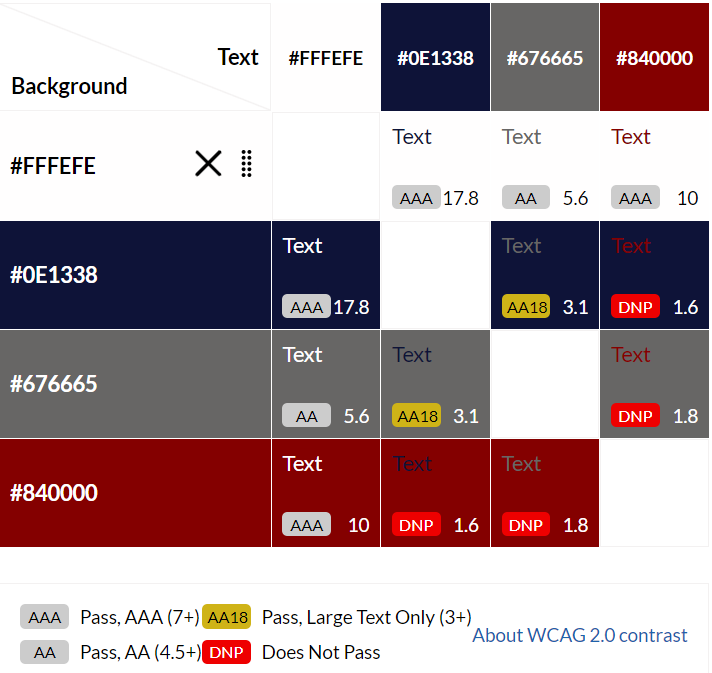 Text
Background
#FFFEFE
#0E1338
#676665
#840000
#FFFEFE
Text
Text
Text
AAA 17.8
AA 5.6
AAA 10
#0E1338
Text
Text
Text
AAA 17.8
AA18 3.1
DNP 1.6
#676665
Text
Text
Text
AA 5.6
AA18 3.1
DNP 1.8
#840000
Text
Text
Text
AAA 10
DNP 1.6
DNP 1.8
AAA Pass, AAA (7+)
AA18 Pass, Large Text Only (3+)
About WCAG 2.0 contrast
AA Pass, AA (4.5+)
DNP Does Not Pass